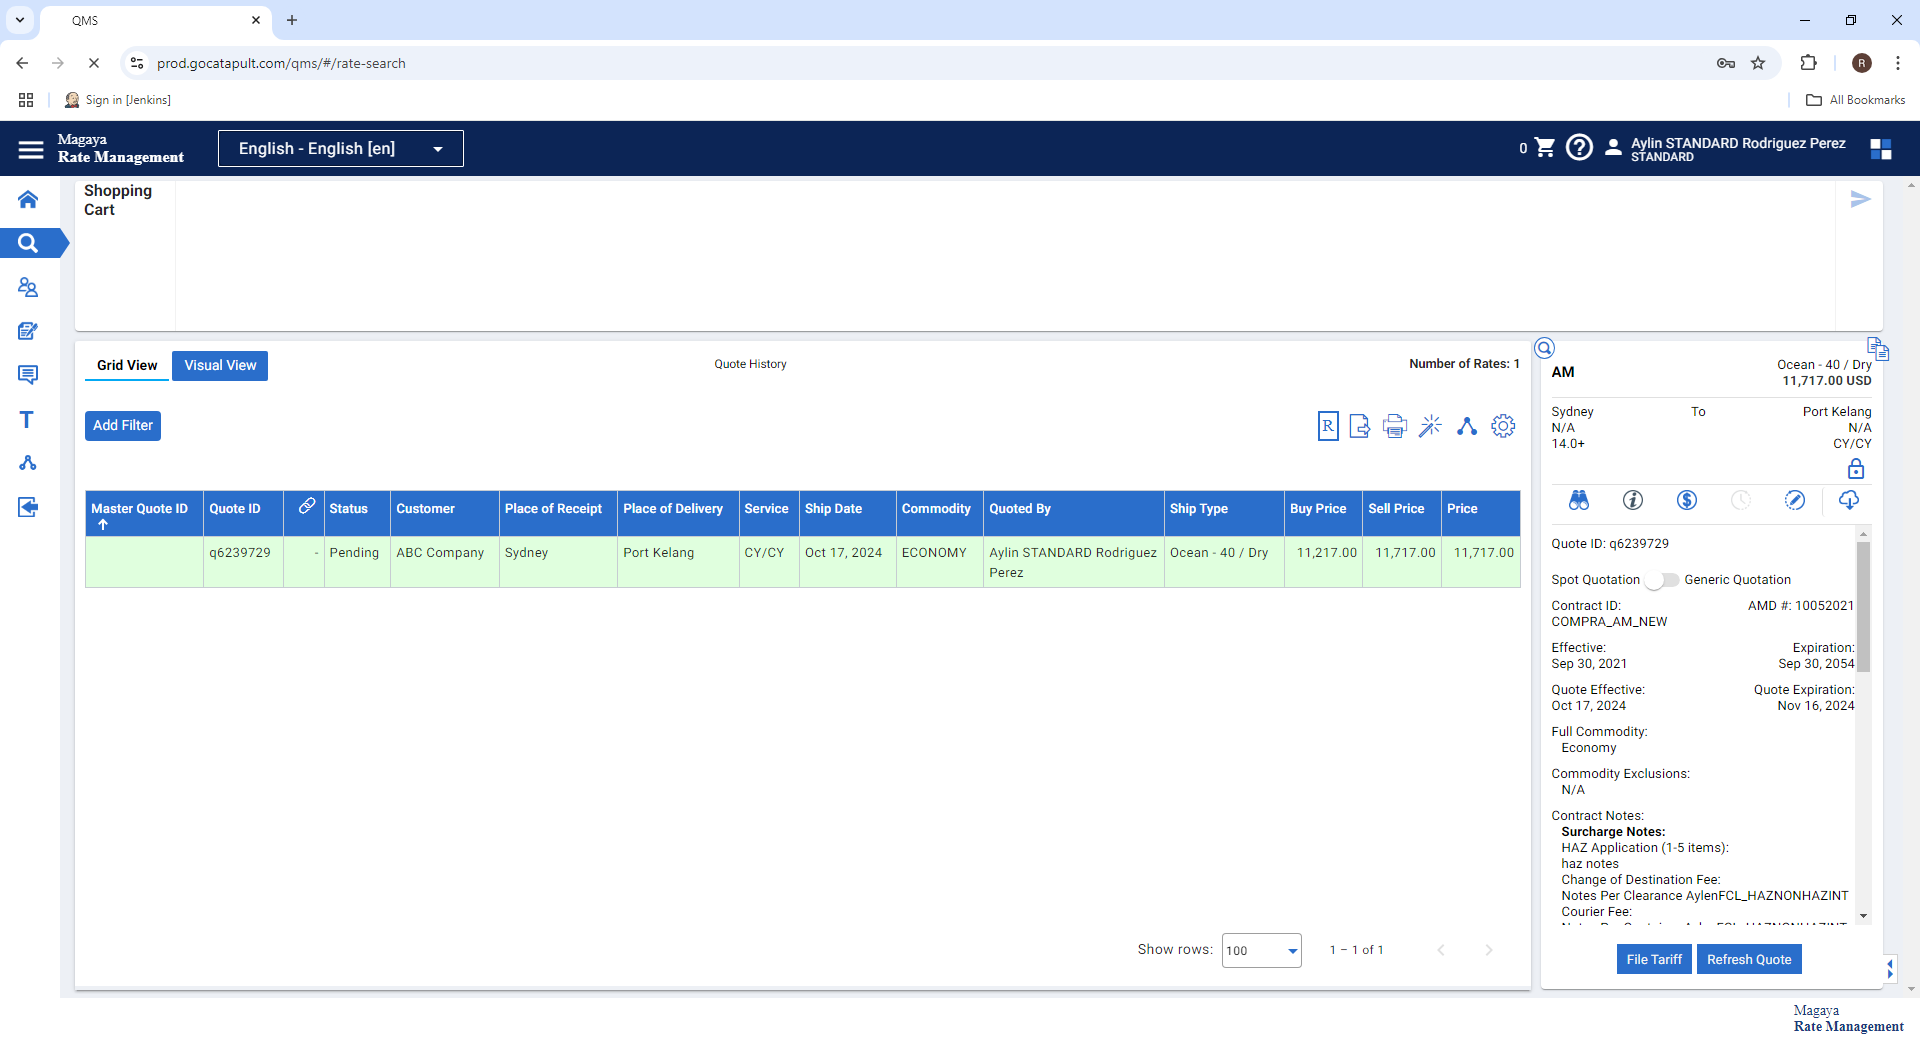 QMS
prod.gocatapult.com/qms/#/rate-search
R
Sign in [Jenkins]
All Bookmarks
Magaya
Rate Management
English - English [en]
0
Aylin STANDARD Rodriguez Perez
STANDARD
Shopping
Cart
T
Grid View
Visual View
Quote History
Number of Rates: 1
Add Filter
R
Master Quote ID Quote ID Status Customer Place of Receipt Place of Delivery Service Ship Date Commodity Quoted By Ship Type Buy Price Sell Price Price
q6239729 - Pending ABC Company Sydney Port Kelang CY/CY Oct 17, 2024 ECONOMY Aylin STANDARD Rodriguez Ocean - 40 / Dry 11,217.00 11,717.00 11,717.00
Perez
Show rows: 100 1 – 1 of 1
AM
Ocean - 40 / Dry
11,717.00 USD
Sydney To Port Kelang
N/A N/A
14.0+ CY/CY
Quote ID: q6239729
Spot Quotation Generic Quotation
Contract ID: AMD #: 10052021
COMPRA_AM_NEW
Effective: Expiration:
Sep 30, 2021 Sep 30, 2054
Quote Effective: Quote Expiration:
Oct 17, 2024 Nov 16, 2024
Full Commodity:
Economy
Commodity Exclusions:
N/A
Contract Notes:
Surcharge Notes:
HAZ Application (1-5 items):
haz notes
Change of Destination Fee:
Notes Per Clearance AylenFCL_HAZNONHAZINT
Courier Fee:
File Tariff
Refresh Quote
Magaya
Rate Management